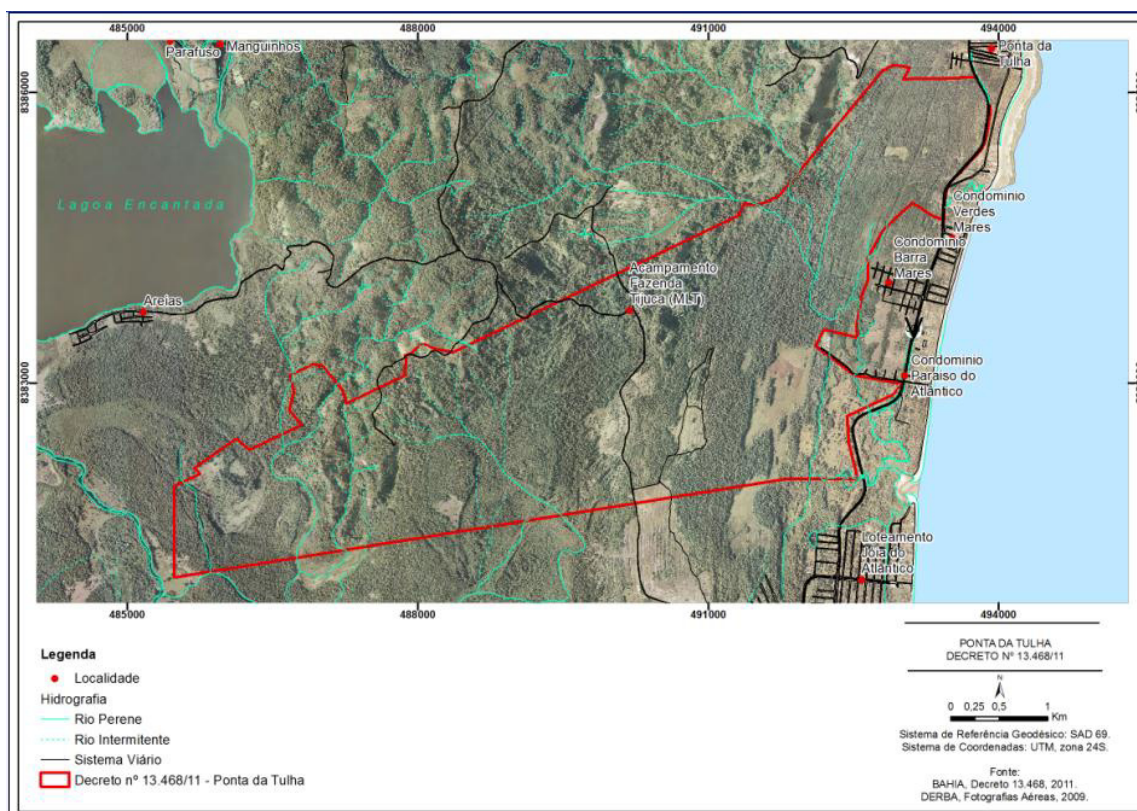 485000
488000
491000
494000
Parafuso
Manguinhos
Ponta da
Tulha
8386000
Lagoa Encantada
Condominio
Verdes
Mares
Condominio
Barra
Mares
Acampamento
Fazenda
Tijuca (MLT)
Areias
8383000
Condominio
Paraiso do
Atlântico
Loteamento
Joia do
Atlântico
485000
488000
491000
494000
Legenda
Localidade
Hidrografia
Rio Perene
Rio Intermitente
Sistema Viário
Decreto nº 13.468/11 - Ponta da Tulha
PONTA DA TULHA
DECRETO Nº 13.468/11
N
0 0,25 0,5 1
Km
Sistema de Referência Geodésico: SAD 69.
Sistema de Coordenadas: UTM, zona 24S.
Fonte:
BAHIA, Decreto 13.468, 2011.
DERBA, Fotografias Aéreas, 2009.